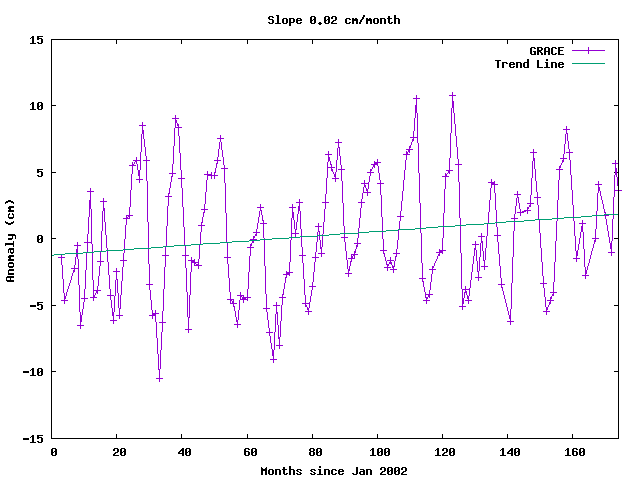 Slope 0.02 cm/month
GRACE
Trend Line
Anomaly (cm)
15
10
5
0
-5
-10
-15
0 20 40 60 80 100 120 140 160
Months since Jan 2002